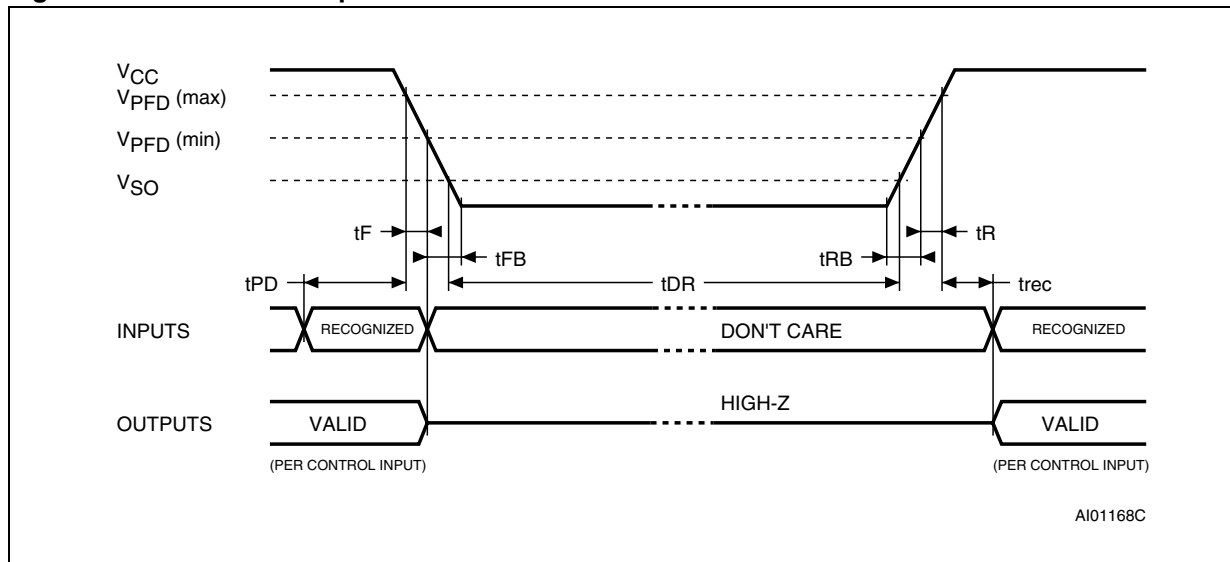 VCC
VPFD (max)
VPFD (min)
VSO
tF
tR
tFB
tRB
tPD
tDR
trec
INPUTS
RECOGNIZED
DON'T CARE
RECOGNIZED
HIGH-Z
OUTPUTS
VALID
VALID
(PER CONTROL INPUT)
(PER CONTROL INPUT)
AI01168C